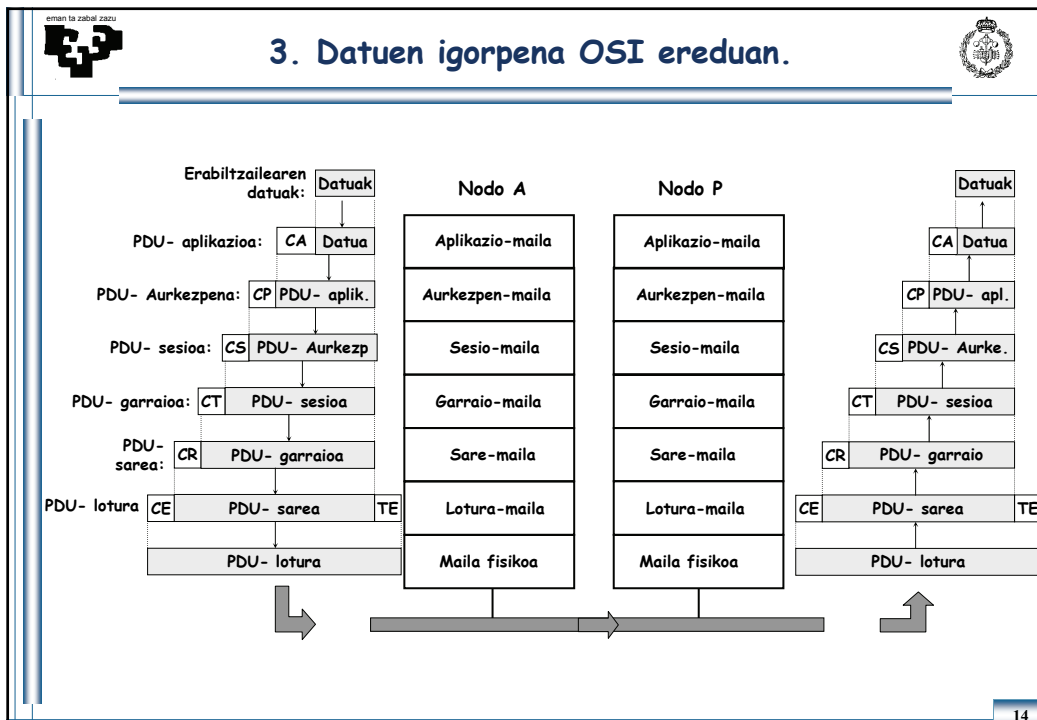 eman ta zabal zazu
3. Datuen igorpena OSI ereduan.
Erabiltzailearen
datuak:
Datuak
Nodo A
Nodo P
Datuak
PDU- aplikazioa: CA Datua
Aplikazio-maila
Aplikazio-maila
CA Datua
PDU- Aurkezpena: CP PDU- aplik.
Aurkezpen-maila
Aurkezpen-maila
CP PDU- apl.
PDU- sesioa: CS PDU- Aurkezp
Sesio-maila
Sesio-maila
CS PDU- Aurke.
PDU- garraioa: CT PDU- sesioa
Garraio-maila
Garraio-maila
CT PDU- sesioa
PDU-
sarea:
CR PDU- garraioa
Sare-maila
Sare-maila
CR PDU- garraio
PDU- lotura CE PDU- sarea TE
Lotura-maila
Lotura-maila
CE PDU- sarea TE
PDU- lotura
Maila fisikoa
Maila fisikoa
PDU- lotura
14